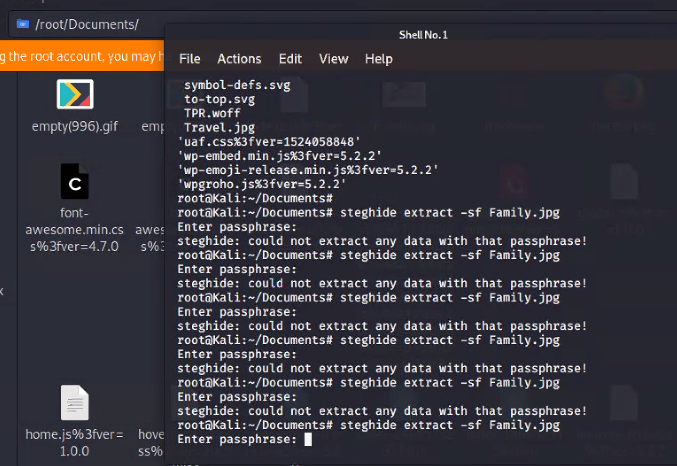 /root/Documents/
Shell No. 1
g the root account, you may h
File Actions Edit View Help
empty(996).gif
emp
font-
awesome.min.cs
s%3fver=4.7.0
awes
s%3
home.js%3fver=
1.0.0
hove
ss%
symbol-defs.svg
to-top.svg
TPR.woff
Travel.jpg
'uaf.css%3fver=1524058848'
'wp-embed.min.js%3fver=5.2.2'
'wp-emoji-release.min.js%3fver=5.2.2'
'wpgroho.js%3fver=5.2.2'
root@Kali:~/Documents#
root@Kali:~/Documents# steghide extract -sf Family.jpg
Enter passphrase:
steghide: could not extract any data with that passphrase!
root@Kali:~/Documents# steghide extract -sf Family.jpg
Enter passphrase:
steghide: could not extract any data with that passphrase!
root@Kali:~/Documents# steghide extract -sf Family.jpg
Enter passphrase:
steghide: could not extract any data with that passphrase!
root@Kali:~/Documents# steghide extract -sf Family.jpg
Enter passphrase:
steghide: could not extract any data with that passphrase!
root@Kali:~/Documents# steghide extract -sf Family.jpg
Enter passphrase:
steghide: could not extract any data with that passphrase!
root@Kali:~/Documents# steghide extract -sf Family.jpg
Enter passphrase: